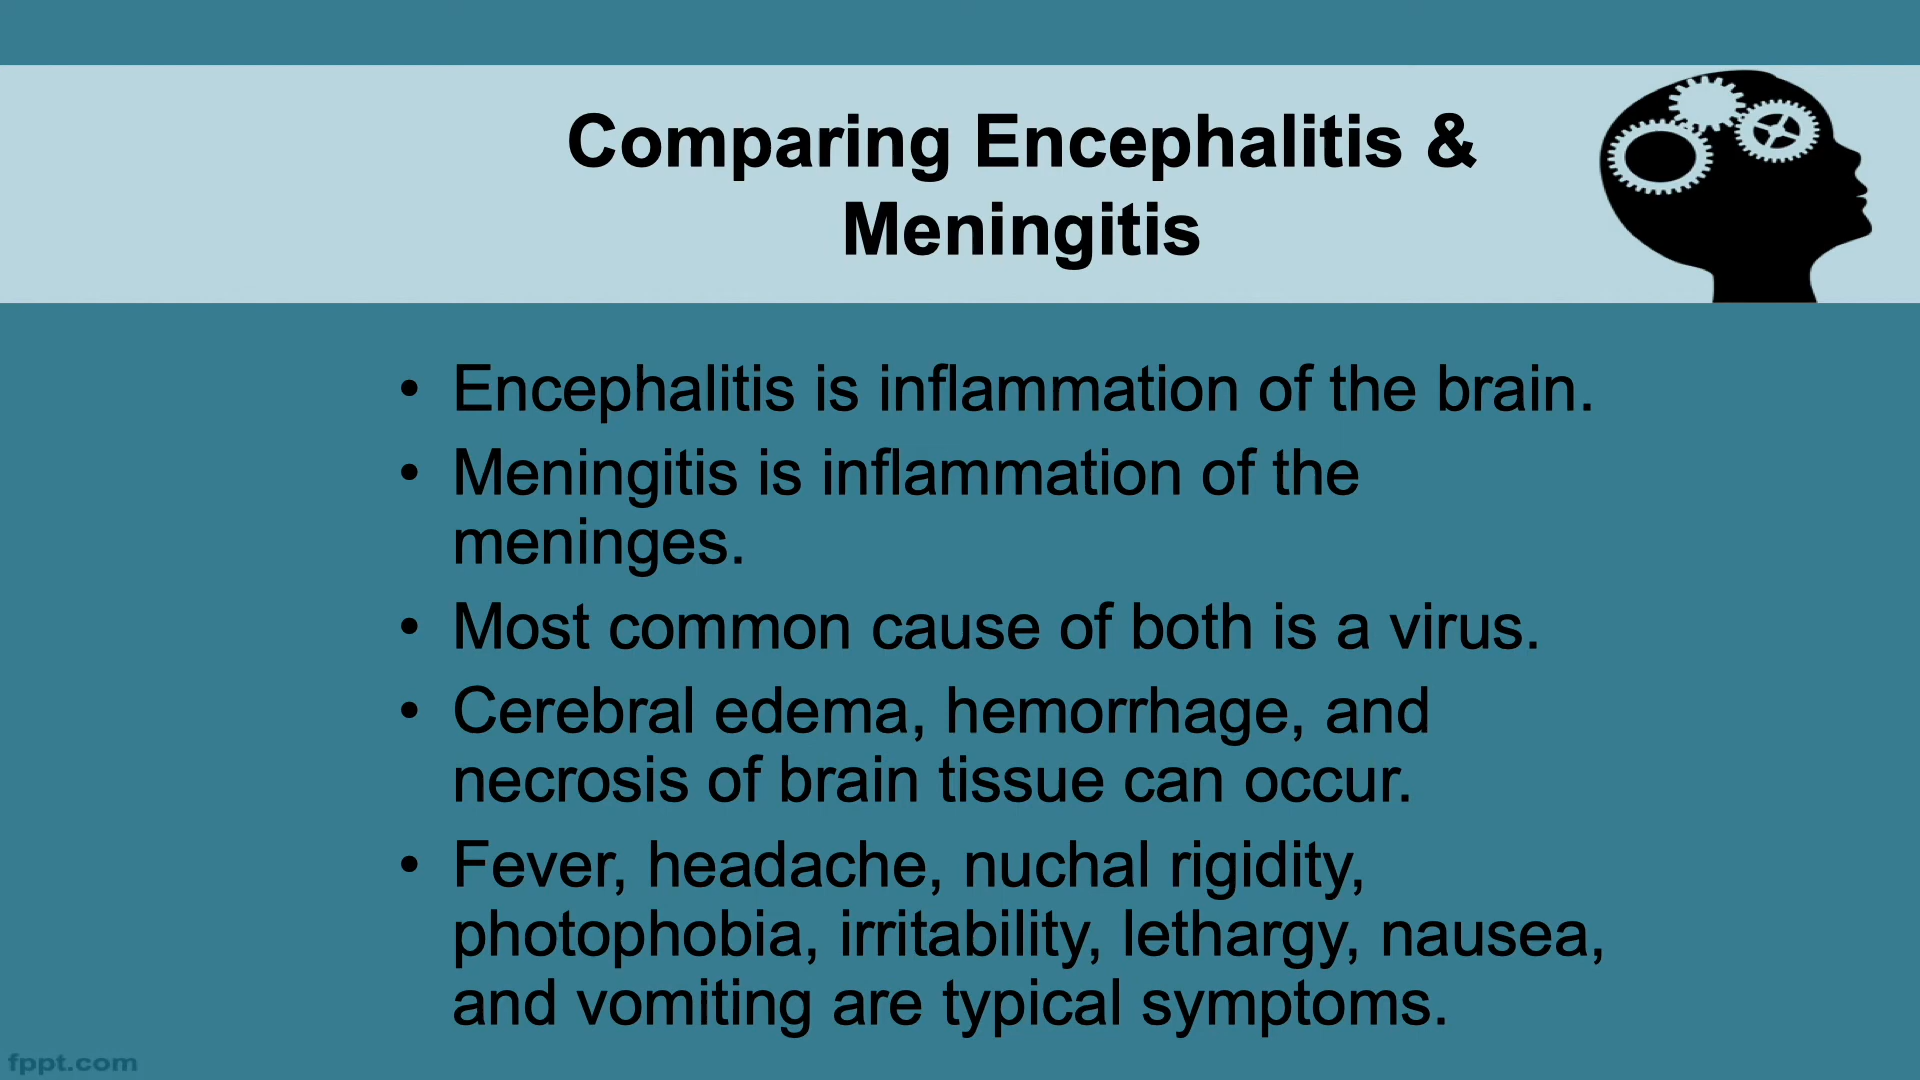 Comparing Encephalitis &
Meningitis
• Encephalitis is inflammation of the brain.
• Meningitis is inflammation of the
meninges.
• Most common cause of both is a virus.
• Cerebral edema, hemorrhage, and
necrosis of brain tissue can occur.
• Fever, headache, nuchal rigidity,
photophobia, irritability, lethargy, nausea,
and vomiting are typical symptoms.
fppt.com